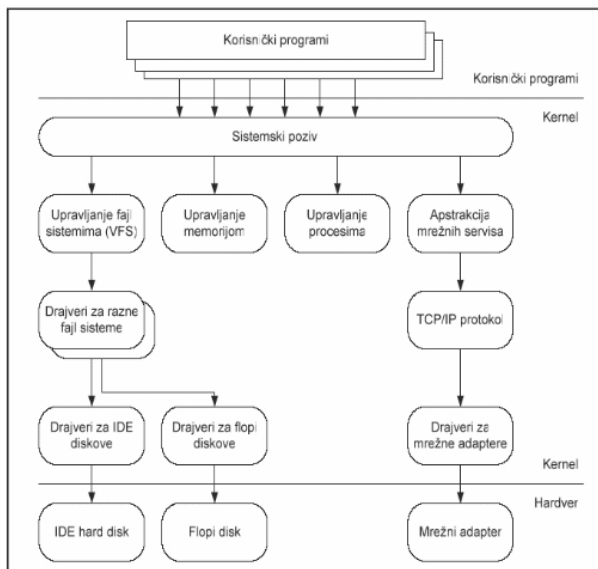 Korisnički programi
Korisnički programi
Kernel
Sistemski poziv
Upravljanje fajl
sistemima (VFS)
Upravljanje
memorijom
Upravljanje
procesima
Apstrakcija
mrežnih servisa
Drajveri za razne
fajl sisteme
TCP/IP protokol
Drajveri za IDE
diskove
Drajveri za flopi
diskove
Drajveri za
mrežne adaptere
Kernel
Hardver
IDE hard disk
Flopi disk
Mrežni adapter